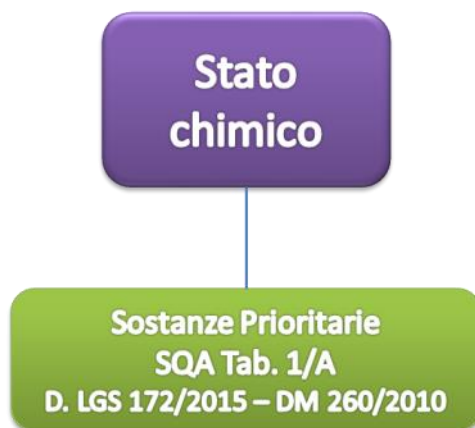 Stato
chimico
Sostanze Prioritarie
SQA Tab. 1/A
D. LGS 172/2015 – DM 260/2010